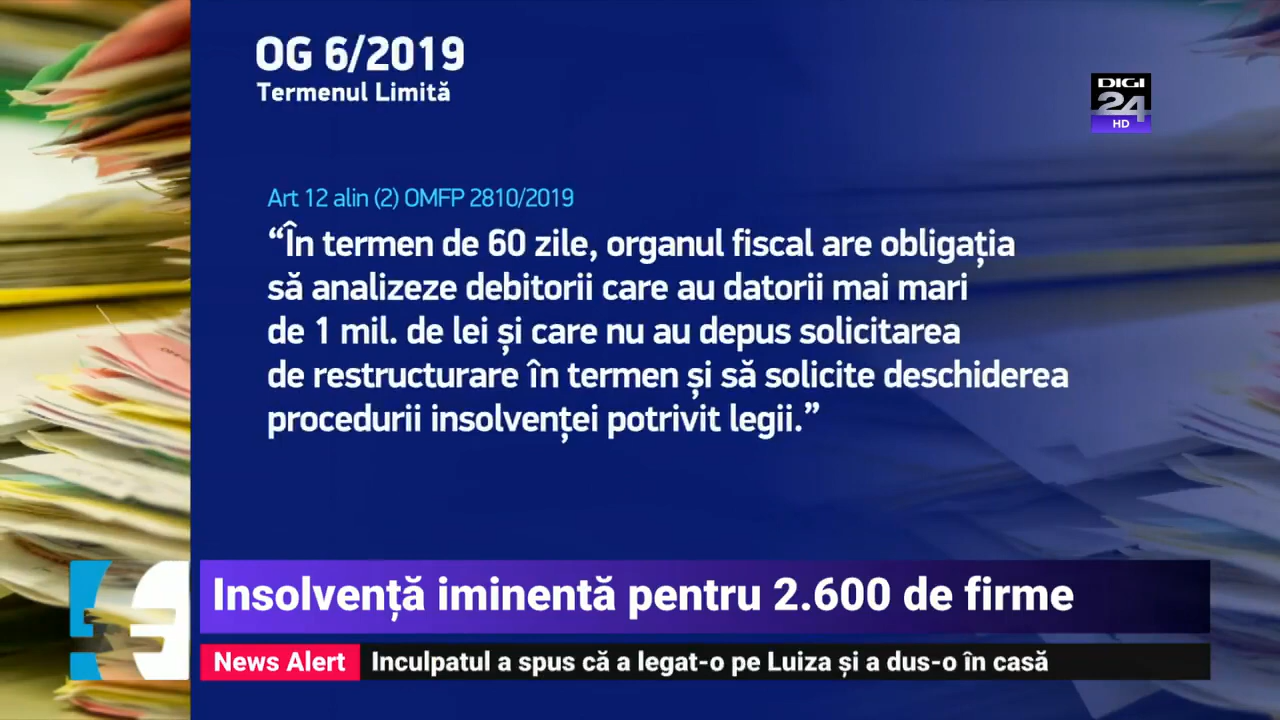 OG 6/2019
Termenul Limită
DIGI
24
HD
Art 12 alin (2) OMFP 2810/2019
“În termen de 60 zile, organul fiscal are obligația
să analizeze debitorii care au datorii mai mari
de 1 mil. de lei și care nu au depus solicitarea
de restructurare în termen și să solicite deschiderea
procedurii insolvenței potrivit legii.”
Insolvență iminentă pentru 2.600 de firme
News Alert Inculpatul a spus că a legat-o pe Luiza și a dus-o în casă